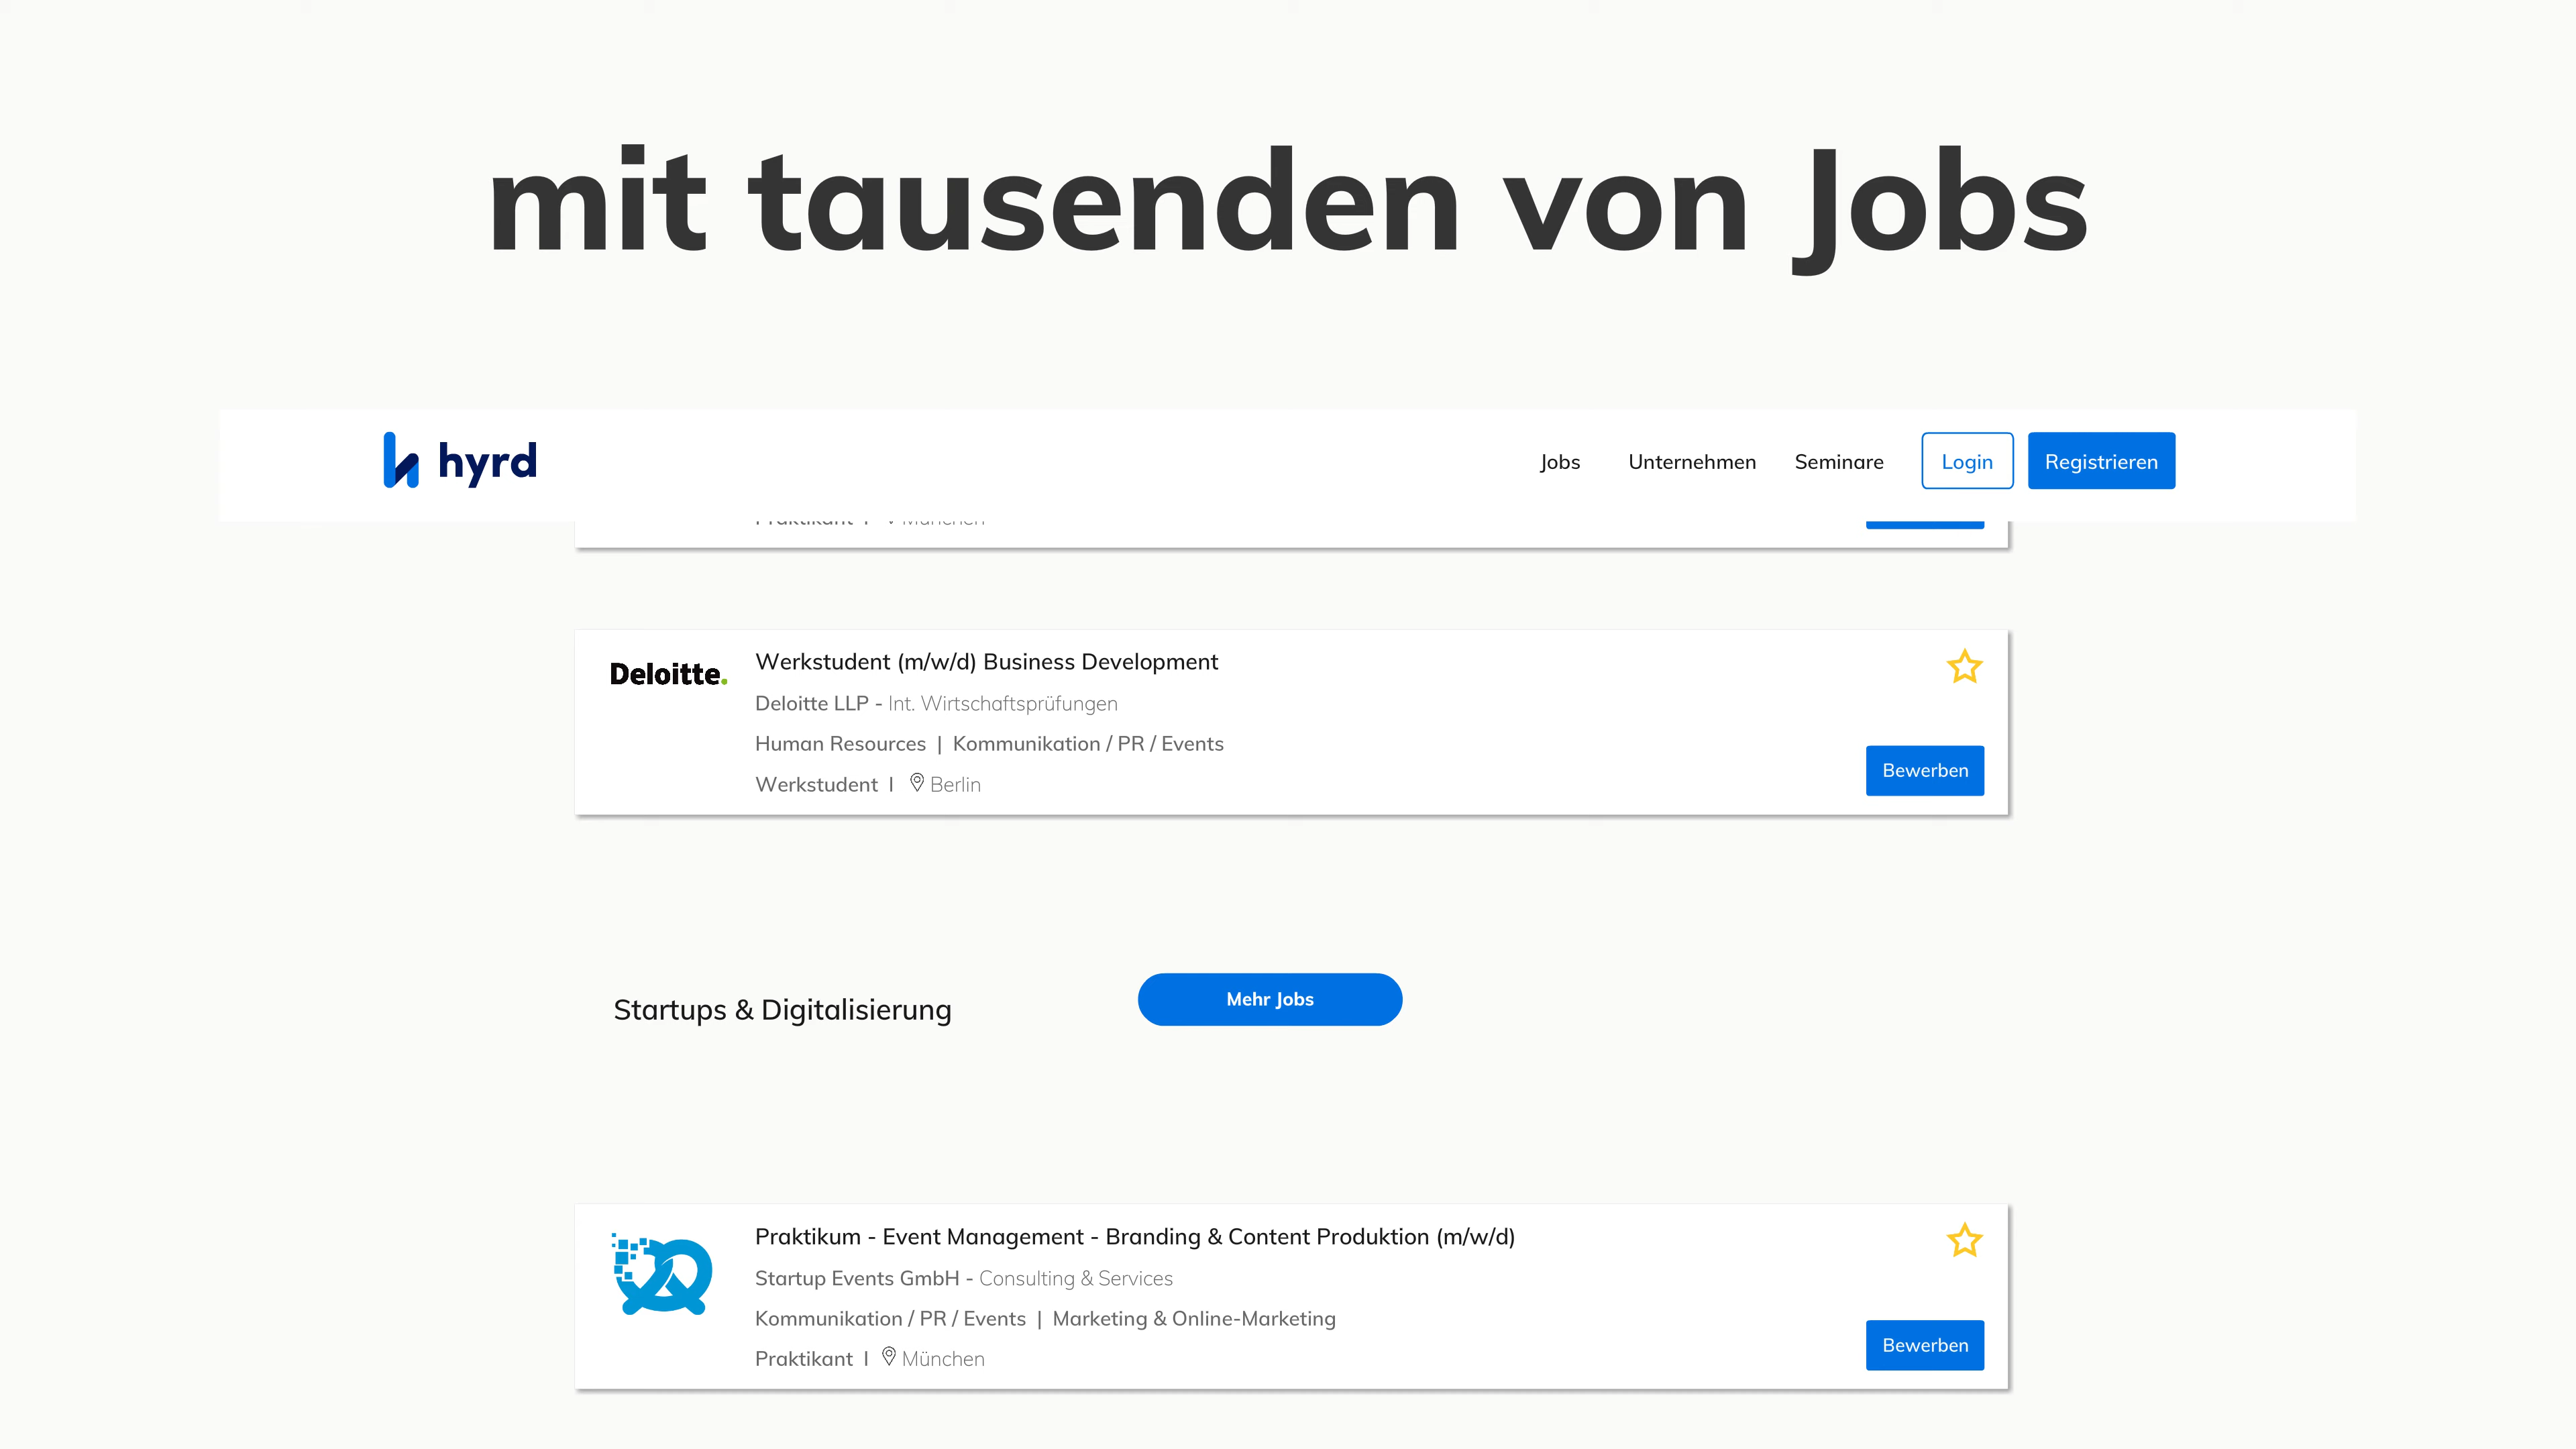 mit tausenden von Jobs
hyrd
Jobs Unternehmen Seminare Login Registrieren
Praktikant | München
Deloitte.
Werkstudent (m/w/d) Business Development
Deloitte LLP - Int. Wirtschaftsprüfungen
Human Resources | Kommunikation / PR / Events
Werkstudent | Berlin
Bewerben
Startups & Digitalisierung
Mehr Jobs
Praktikum - Event Management - Branding & Content Produktion (m/w/d)
Startup Events GmbH - Consulting & Services
Kommunikation / PR / Events | Marketing & Online-Marketing
Praktikant | München
Bewerben